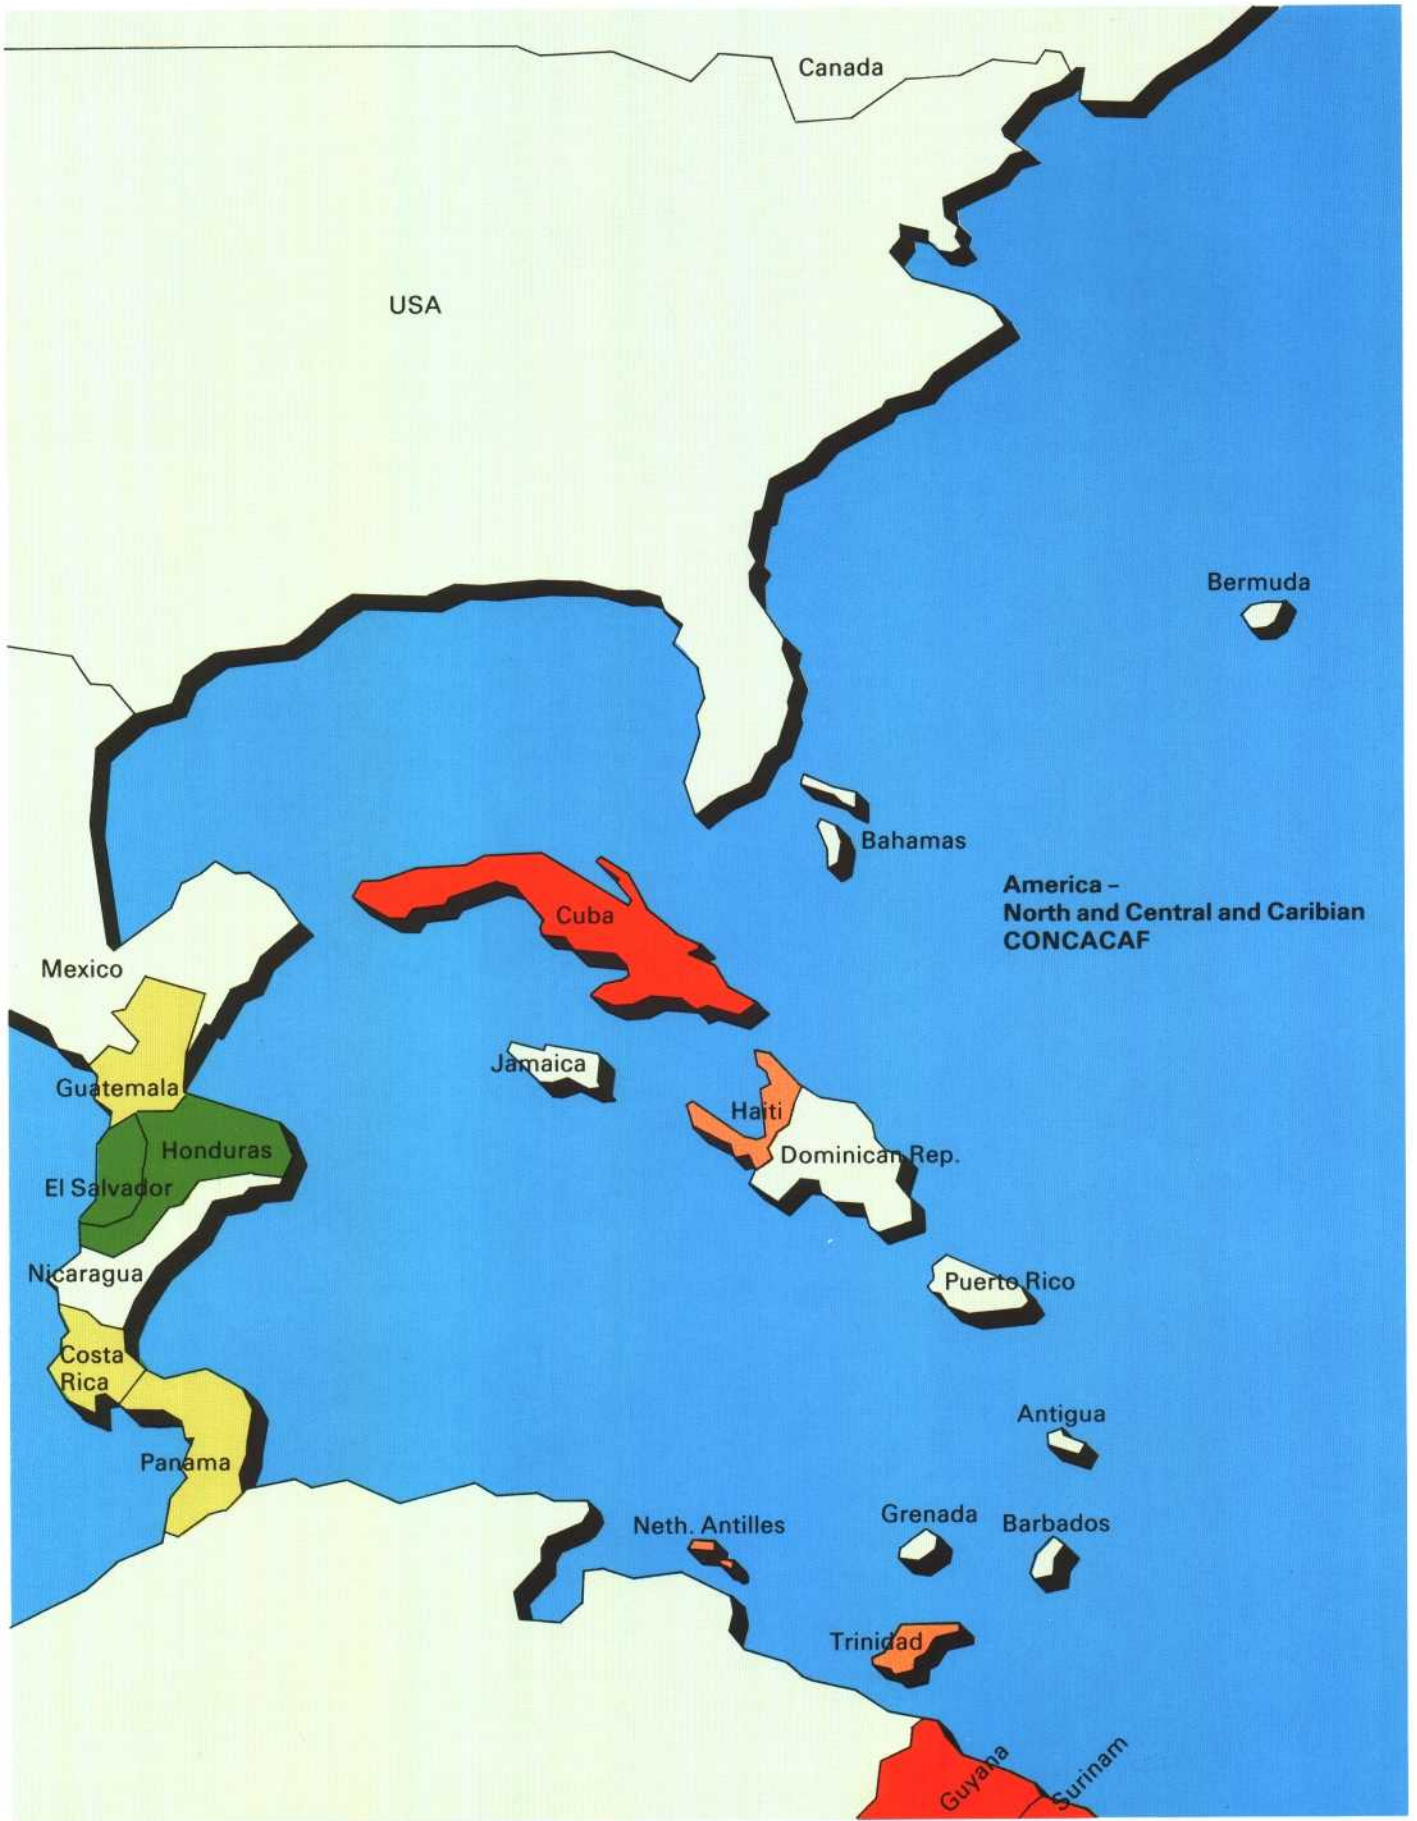 Canada
USA
Bermuda
Bahamas
America –
North and Central and Caribian
CONCACAF
Cuba
Mexico
Jamaica
Guatemala
Haiti
Honduras
Dominican Rep.
El Salvador
Nicaragua
Puerto Rico
Costa
Rica
Antigua
Panama
Grenada
Barbados
Neth. Antilles
Trinidad
Guyana
Surinam